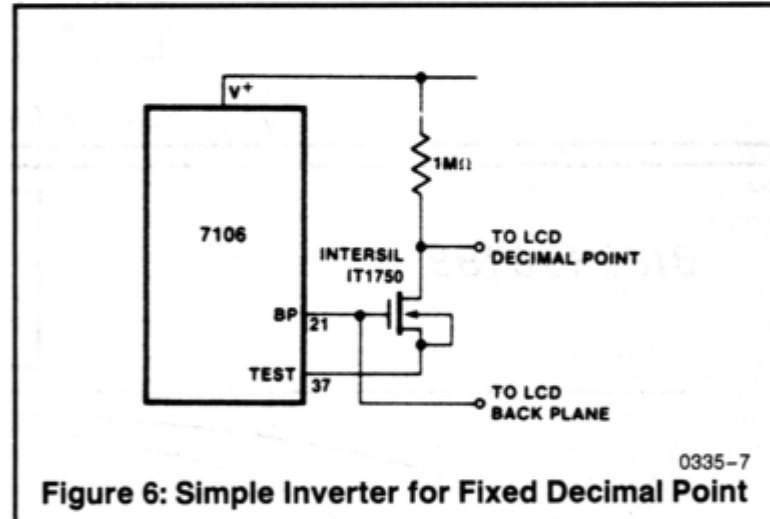 V+
1MΩ
7106
TO LCD
DECIMAL POINT
INTERSIL
IT1750
BP
21
TEST
37
TO LCD
BACK PLANE
0335-7
Figure 6: Simple Inverter for Fixed Decimal Point